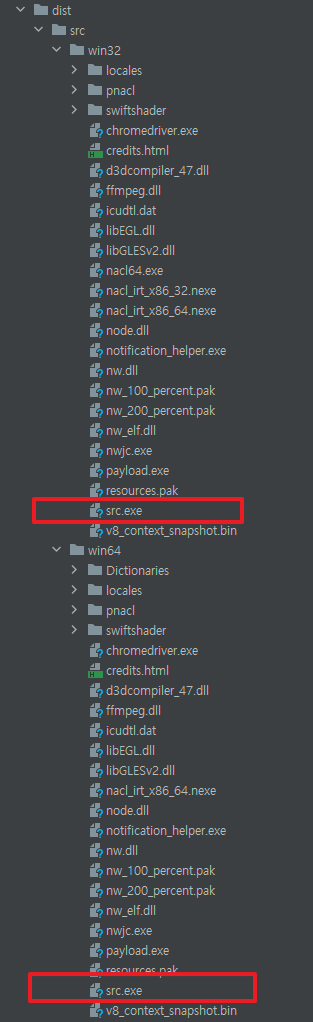 dist
src
win32
locales
pnacl
swiftshader
chromedriver.exe
credits.html
d3dcompiler_47.dll
ffmpeg.dll
icudtl.dat
libEGL.dll
libGLESv2.dll
nacl64.exe
nacl_irt_x86_32.nexe
nacl_irt_x86_64.nexe
node.dll
notification_helper.exe
nw.dll
nw_100_percent.pak
nw_200_percent.pak
nw_elf.dll
nwjc.exe
payload.exe
resources.pak
src.exe
v8_context_snapshot.bin
win64
Dictionaries
locales
pnacl
swiftshader
chromedriver.exe
credits.html
d3dcompiler_47.dll
ffmpeg.dll
icudtl.dat
libEGL.dll
libGLESv2.dll
nacl_irt_x86_64.nexe
node.dll
notification_helper.exe
nw.dll
nw_100_percent.pak
nw_200_percent.pak
nw_elf.dll
nwjc.exe
payload.exe
resources.pak
src.exe
v8_context_snapshot.bin